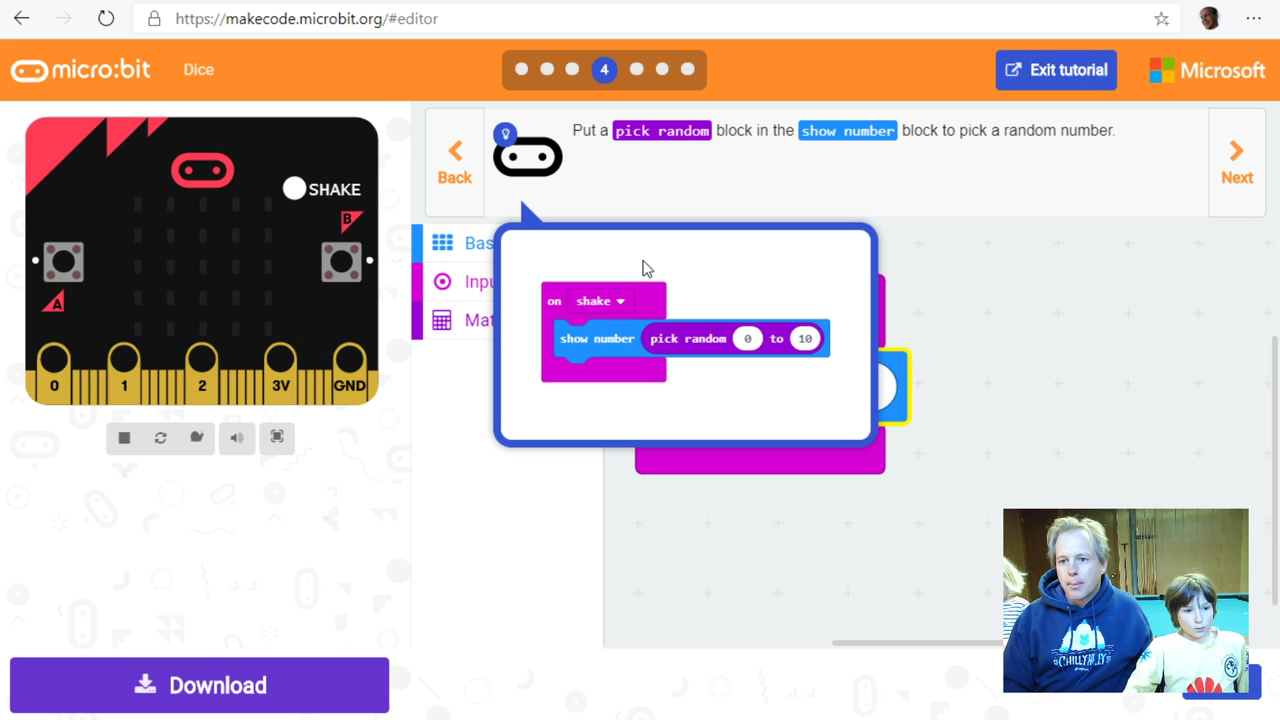 https://makecode.microbit.org/#editor
micro:bit
Dice
4
Exit tutorial
Microsoft
Back
Put a pick random block in the show number block to pick a random number.
Next
SHAKE
B
A
0 1 2 3V GND
Bas
Inpu
Mat
on shake
show number pick random 0 to 10
Download